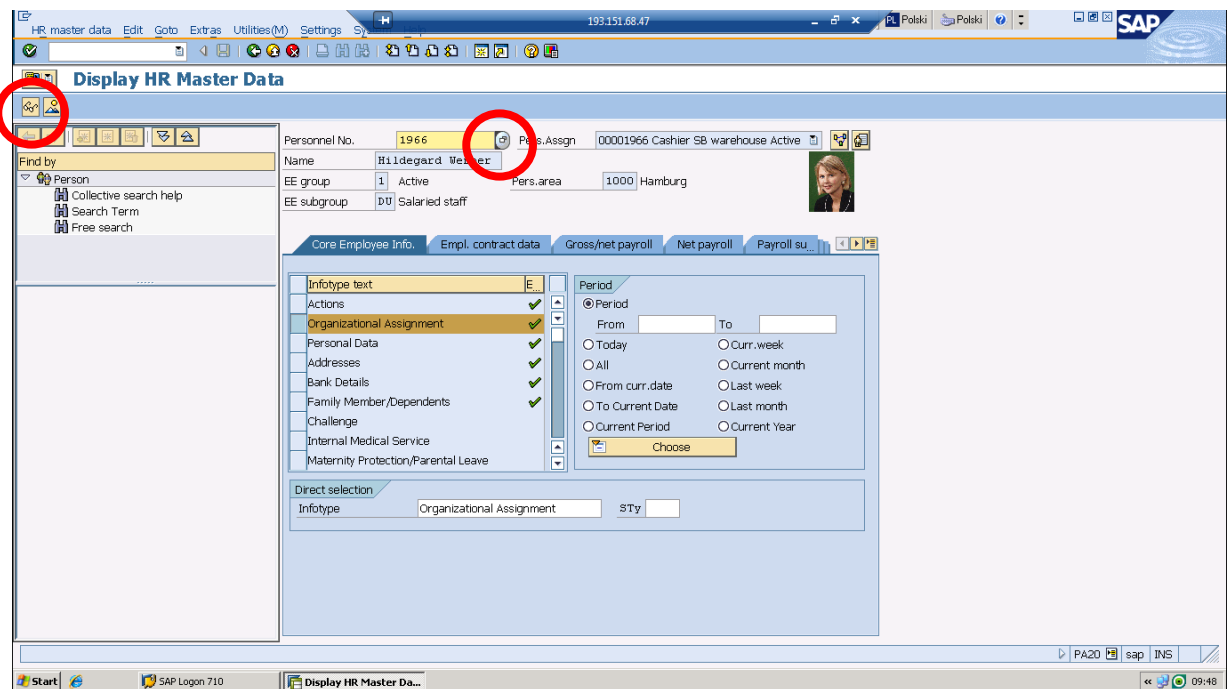 193.151.68.47
PL Polski Polski
HR master data Edit Goto Extras Utilities(M) Settings
SAP
Display HR Master Data
Personnel No. 1966 Pers.Assgn 00001966 Cashier SB warehouse Active
Find by
Name Hildegard
Person
EE group 1 Active Pers.area 1000 Hamburg
Collective search help
EE subgroup DU Salaried staff
Search Term
Free search
Core Employee Info. Empl. contract data Gross/net payroll Net payroll Payroll su...
Infotype text E...
Period
Actions
Period
Organizational Assignment
From To
Personal Data
Today Curr.week
Addresses
All Current month
Bank Details
From curr.date Last week
Family Member/Dependents
To Current Date Last month
Challenge
Current Period Current Year
Internal Medical Service
Choose
Maternity Protection/Parental Leave
Direct selection
Infotype Organizational Assignment STy
PA20 sap INS
Start SAP Logon 710 Display HR Master Da... 09:48